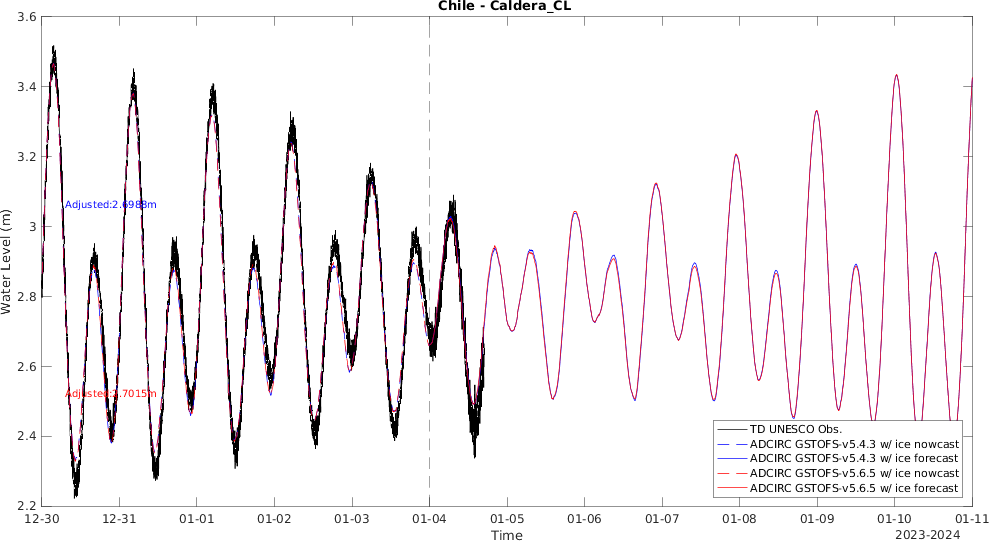 Chile - Caldera_CL
3.6
3.4
3.2
3
2.8
2.6
2.4
2.2
Water Level (m)
Adjusted:2.6988m
Adjusted:2.7015m
TD UNESCO Obs.
ADCIRC GSTOFS-v5.4.3 w/ ice nowcast
ADCIRC GSTOFS-v5.4.3 w/ ice forecast
ADCIRC GSTOFS-v5.6.5 w/ ice nowcast
ADCIRC GSTOFS-v5.6.5 w/ ice forecast
12-30 12-31 01-01 01-02 01-03 01-04 01-05 01-06 01-07 01-08 01-09 01-10 01-11
Time
2023-2024